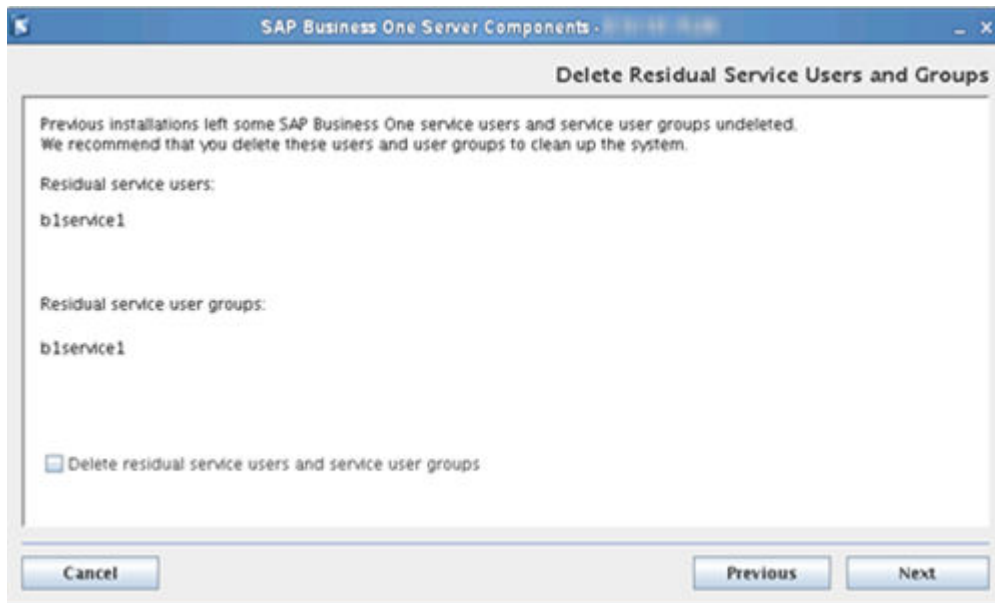 SAP Business One Server Components -
Delete Residual Service Users and Groups
Previous installations left some SAP Business One service users and service user groups undeleted.
We recommend that you delete these users and user groups to clean up the system.
Residual service users:
b1service1
Residual service user groups:
b1service1
Delete residual service users and service user groups
Cancel
Previous
Next